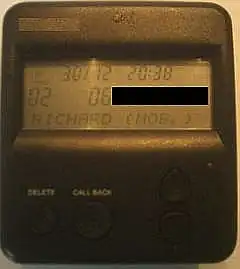 30/12 20:38
02 06
RICHARD (MOB.)
DELETE CALL BACK